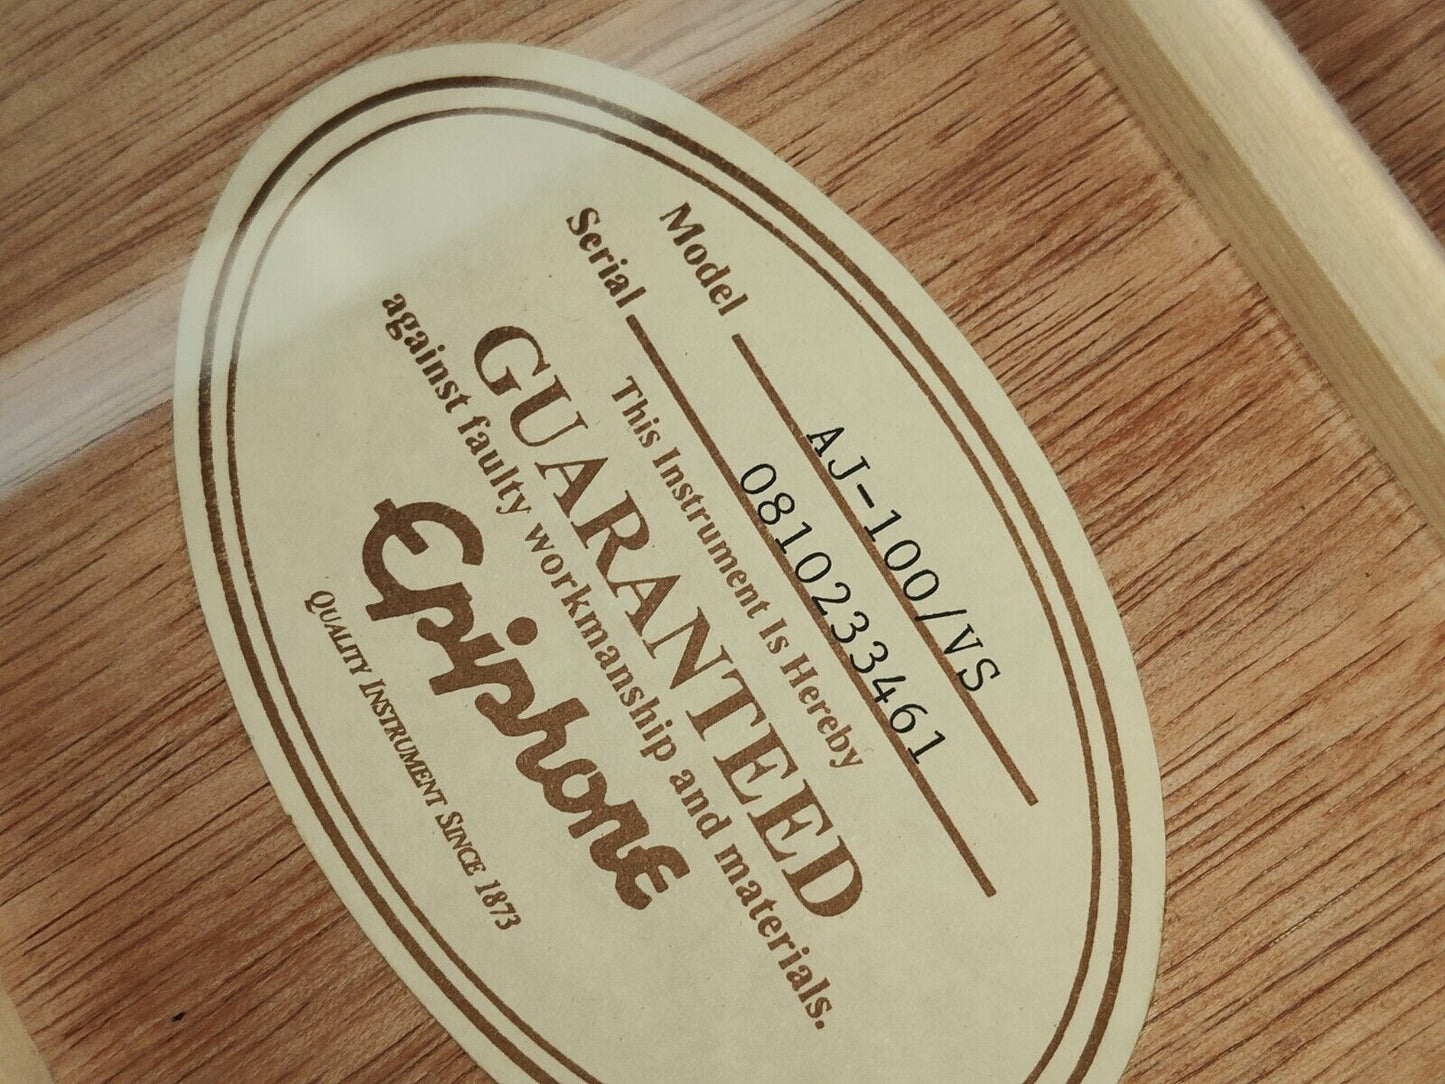 Model AJ-100/VS
Serial 0810233461
This Instrument Is Hereby
GUARANTEED
against faulty workmanship and materials.
Epiphone
QUALITY INSTRUMENT SINCE 1873